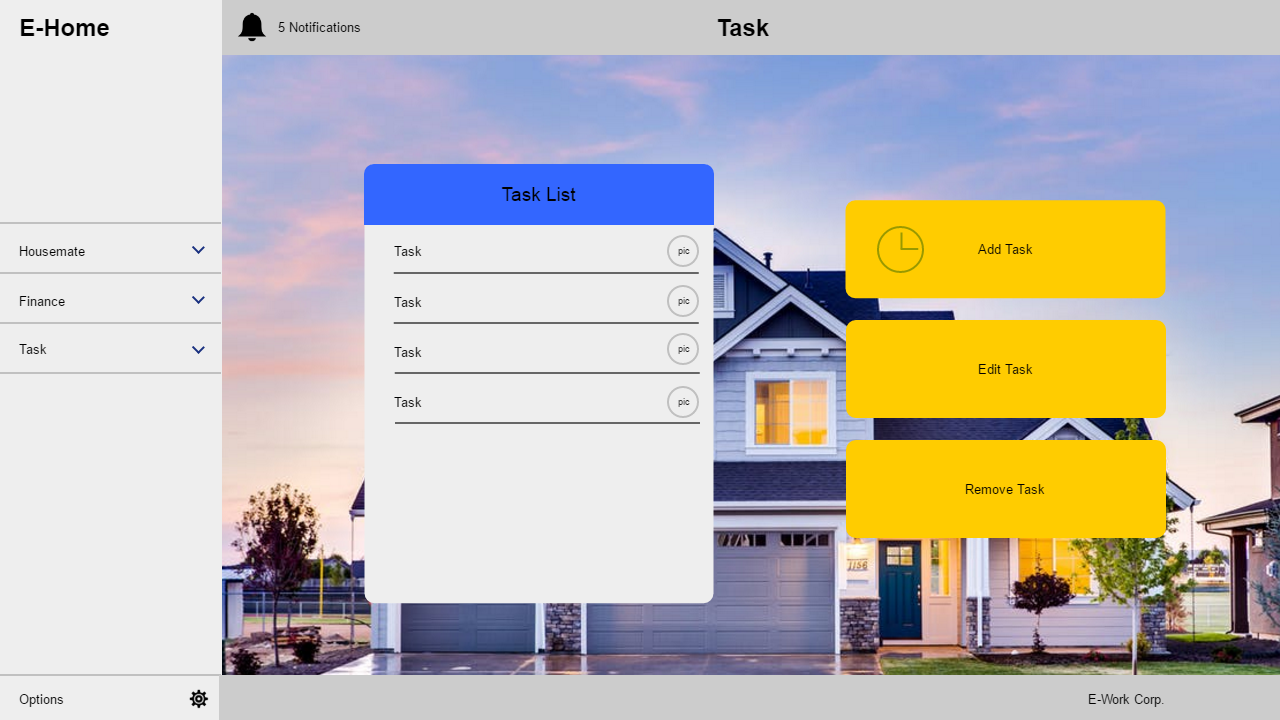 E-Home
5 Notifications
Task
Housemate
Finance
Task
Options
Task List
Task pic
Task pic
Task pic
Task pic
Add Task
Edit Task
Remove Task
1156
E-Work Corp.